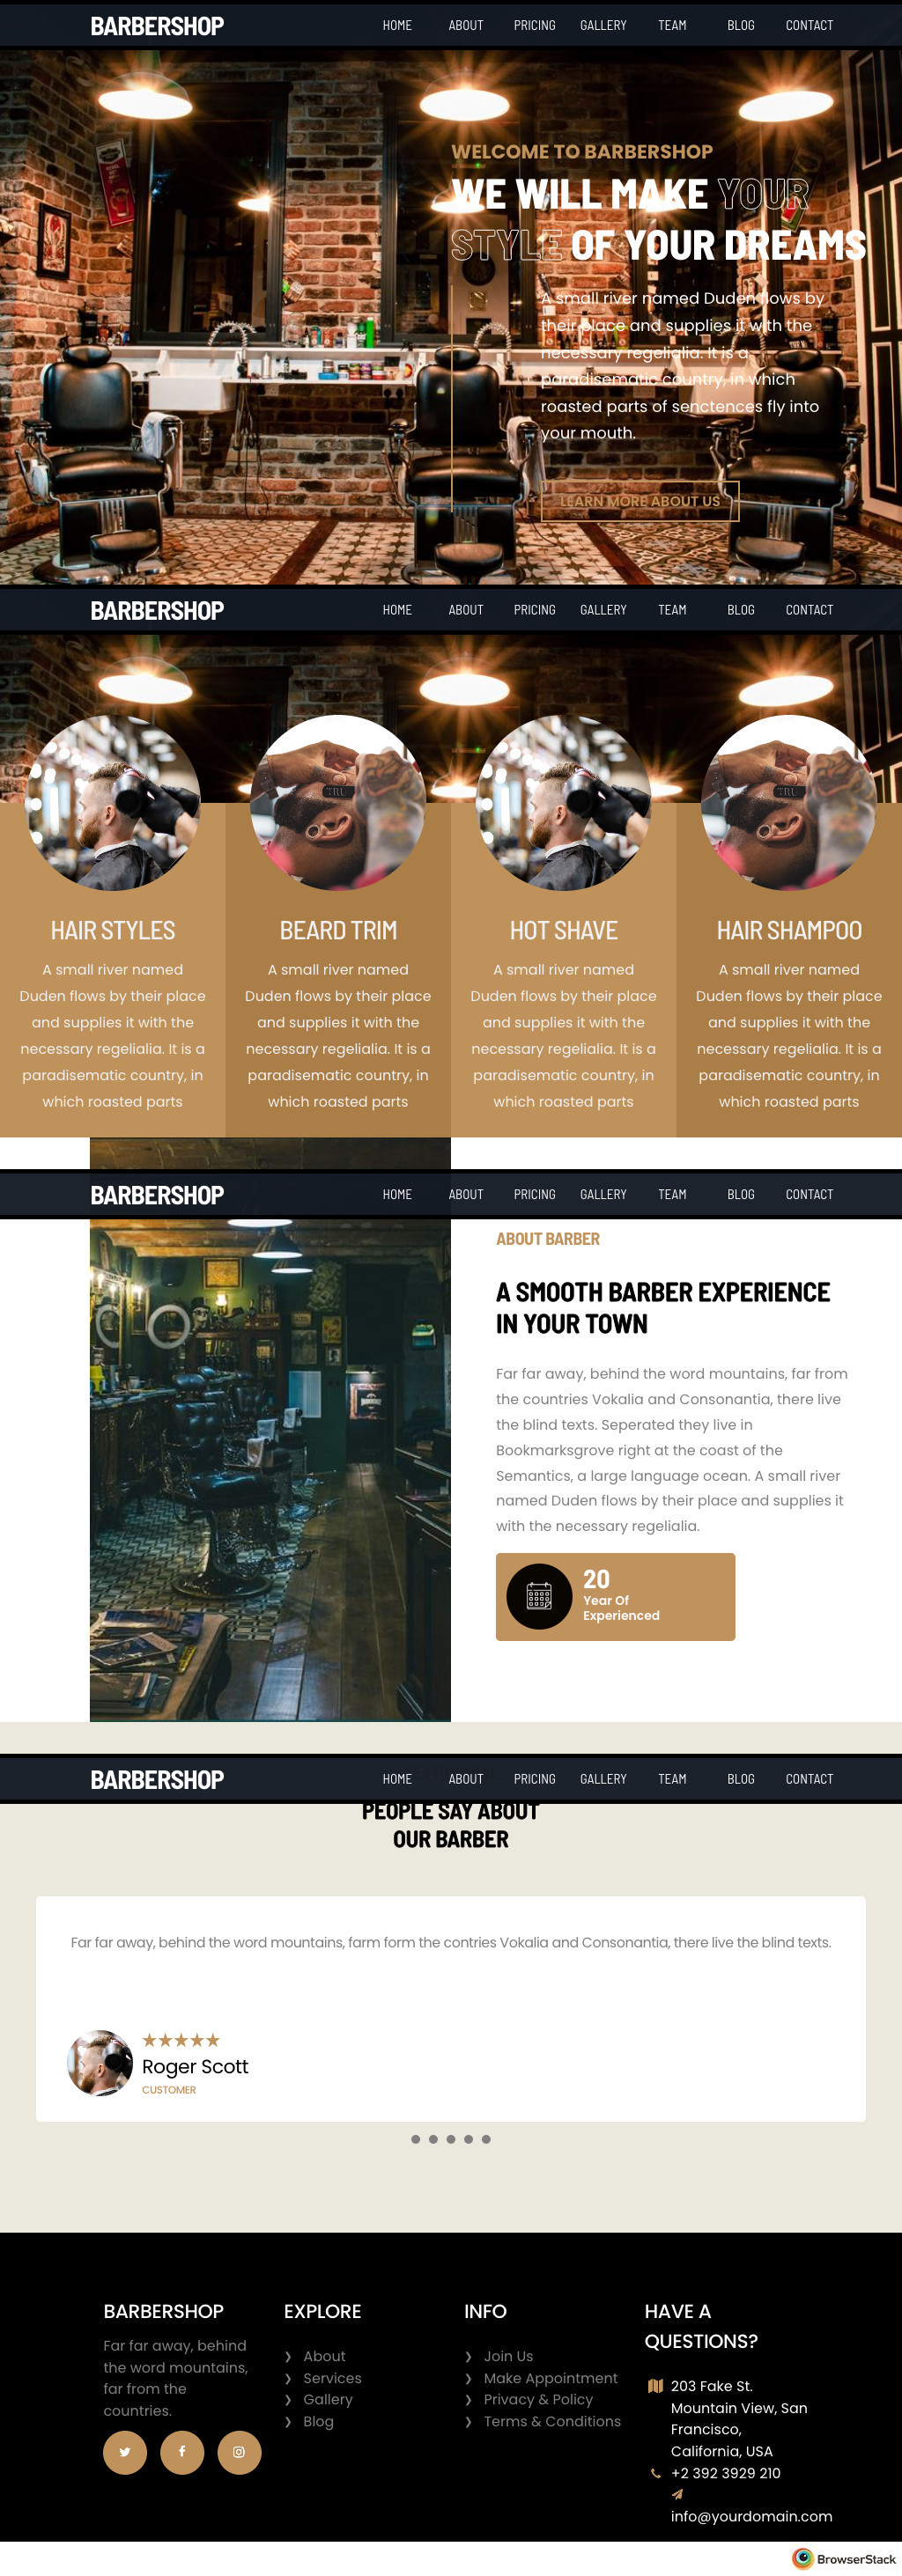 BARBERSHOP HOME ABOUT PRICING GALLERY TEAM BLOG CONTACT
WELCOME TO BARBERSHOP
WE WILL MAKE YOUR
STYLE OF YOUR DREAMS
A small river named Duden flows by
their place and supplies it with the
necessary regelialia. It is a
paradisematic country, in which
roasted parts of senctences fly into
your mouth.
LEARN MORE ABOUT US
BARBERSHOP HOME ABOUT PRICING GALLERY TEAM BLOG CONTACT
HAIR STYLES
A small river named
Duden flows by their place
and supplies it with the
necessary regelialia. It is a
paradisematic country, in
which roasted parts
BEARD TRIM
A small river named
Duden flows by their place
and supplies it with the
necessary regelialia. It is a
paradisematic country, in
which roasted parts
HOT SHAVE
A small river named
Duden flows by their place
and supplies it with the
necessary regelialia. It is a
paradisematic country, in
which roasted parts
HAIR SHAMPOO
A small river named
Duden flows by their place
and supplies it with the
necessary regelialia. It is a
paradisematic country, in
which roasted parts
BARBERSHOP HOME ABOUT PRICING GALLERY TEAM BLOG CONTACT
ABOUT BARBER
A SMOOTH BARBER EXPERIENCE
IN YOUR TOWN
Far far away, behind the word mountains, far from
the countries Vokalia and Consonantia, there live
the blind texts. Seperated they live in
Bookmarksgrove right at the coast of the
Semantics, a large language ocean. A small river
named Duden flows by their place and supplies it
with the necessary regelialia.
20
Year Of
Experienced
BARBERSHOP HOME ABOUT PRICING GALLERY TEAM BLOG CONTACT
PEOPLE SAY ABOUT
OUR BARBER
Far far away, behind the word mountains, farm form the contries Vokalia and Consonantia, there live the blind texts.
★★★★★
Roger Scott
CUSTOMER
BARBERSHOP
Far far away, behind
the word mountains,
far from the
countries.
EXPLORE
About
Services
Gallery
Blog
INFO
Join Us
Make Appointment
Privacy & Policy
Terms & Conditions
HAVE A
QUESTIONS?
203 Fake St.
Mountain View, San
Francisco,
California, USA
+2 392 3929 210
info@yourdomain.com
BrowserStack